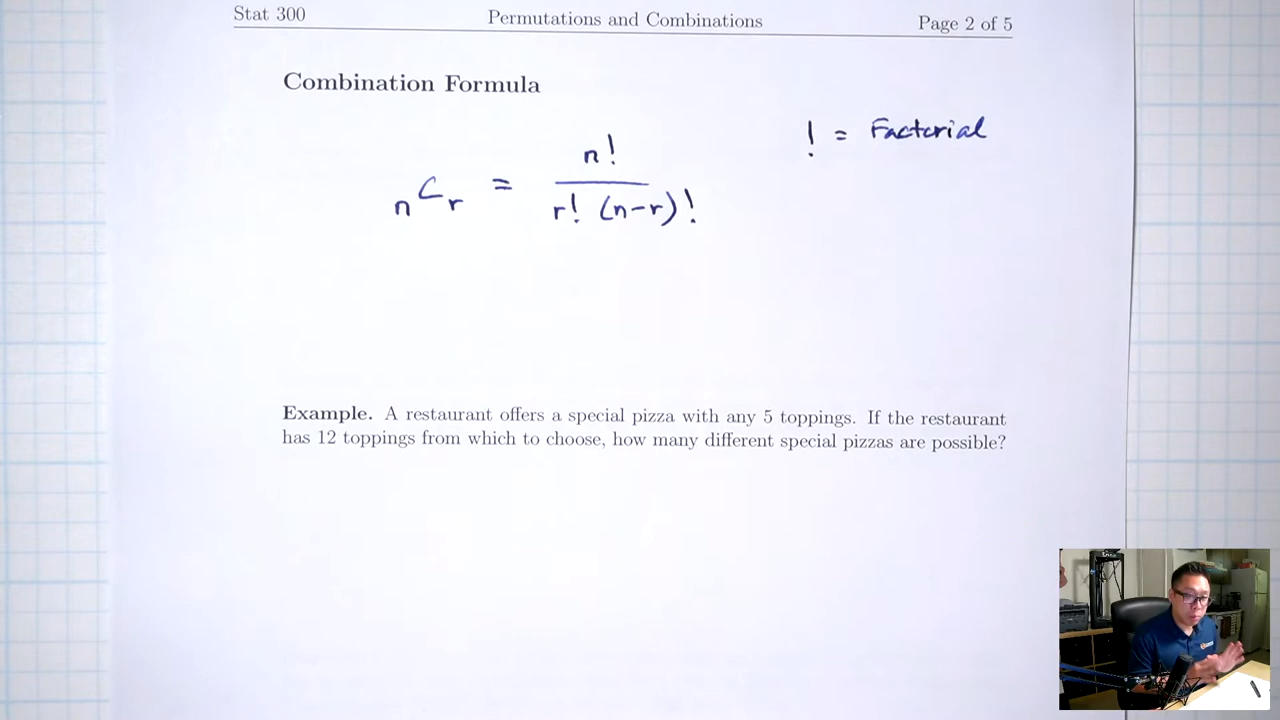 Stat 300 Permutations and Combinations Page 2 of 5
Combination Formula
! = Factorial
nCr = n! / r! (n-r)!
Example. A restaurant offers a special pizza with any 5 toppings. If the restaurant
has 12 toppings from which to choose, how many different special pizzas are possible?